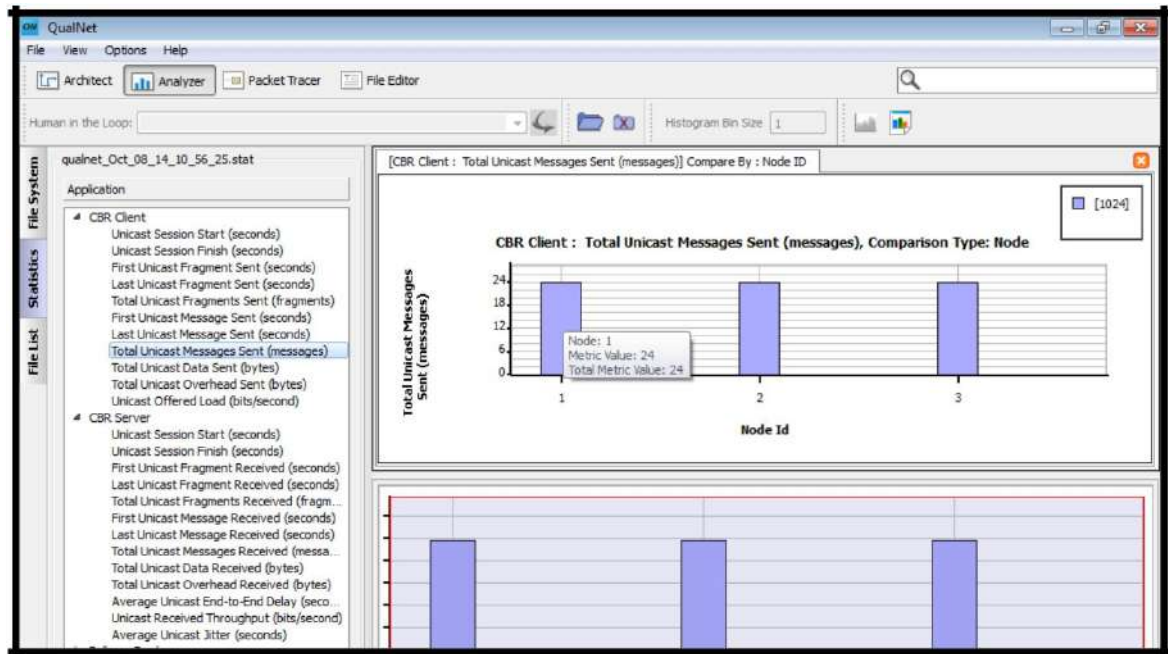 QualNet
File View Options Help
Architect Analyzer Packet Tracer File Editor
Human in the Loop: Histogram Bin Size 1
File System
Statistics
File List
qualnet_Oct_08_14_10_56_25.stat
Application
CBR Client
Unicast Session Start (seconds)
Unicast Session Finish (seconds)
First Unicast Fragment Sent (seconds)
Last Unicast Fragment Sent (seconds)
Total Unicast Fragments Sent (fragments)
First Unicast Message Sent (seconds)
Last Unicast Message Sent (seconds)
Total Unicast Messages Sent (messages)
Total Unicast Data Sent (bytes)
Total Unicast Overhead Sent (bytes)
Unicast Offered Load (bits/second)
CBR Server
Unicast Session Start (seconds)
Unicast Session Finish (seconds)
First Unicast Fragment Received (seconds)
Last Unicast Fragment Received (seconds)
Total Unicast Fragments Received (fragm...
First Unicast Message Received (seconds)
Last Unicast Message Received (seconds)
Total Unicast Messages Received (messa...
Total Unicast Data Received (bytes)
Total Unicast Overhead Received (bytes)
Average Unicast End-to-End Delay (seco...
Unicast Received Throughput (bits/second)
Average Unicast Jitter (seconds)
[CBR Client : Total Unicast Messages Sent (messages)] Compare By : Node ID
[1024]
CBR Client : Total Unicast Messages Sent (messages), Comparison Type: Node
Total Unicast Messages
Sent (messages)
24
18
12
6
0
Node: 1
Metric Value: 24
Total Metric Value: 24
1 2 3
Node Id